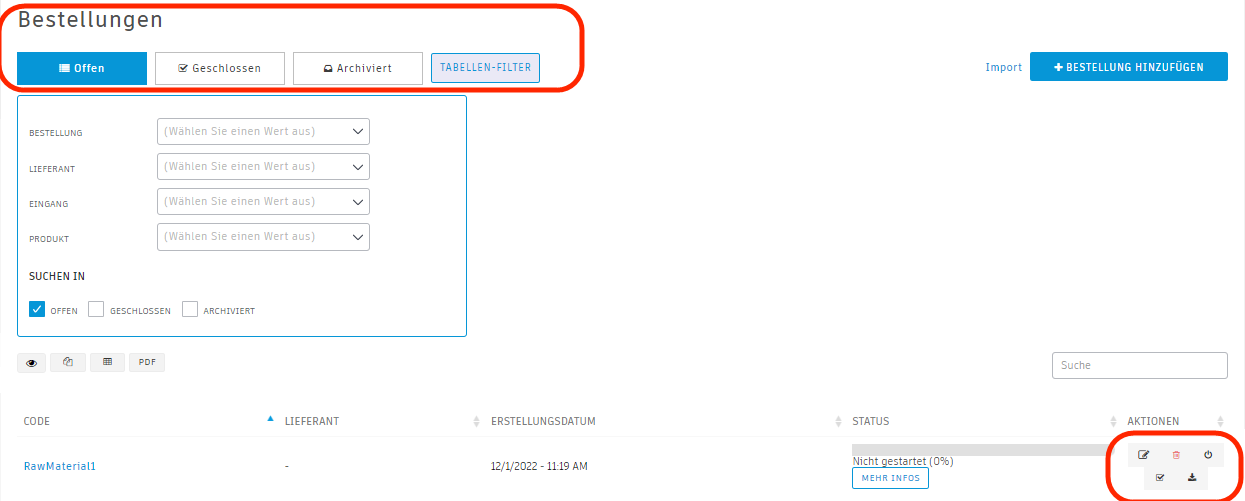 Bestellungen
Offen Geschlossen Archiviert TABELLEN-FILTER Import + BESTELLUNG HINZUFÜGEN
BESTELLUNG (Wählen Sie einen Wert aus)
LIEFERANT (Wählen Sie einen Wert aus)
EINGANG (Wählen Sie einen Wert aus)
PRODUKT (Wählen Sie einen Wert aus)
SUCHEN IN
OFFEN GESCHLOSSEN ARCHIVIERT
PDF Suche
CODE LIEFERANT ERSTELLUNGSDATUM STATUS AKTIONEN
RawMaterial1 - 12/1/2022 - 11:19 AM Nicht gestartet (0%)
MEHR INFOS